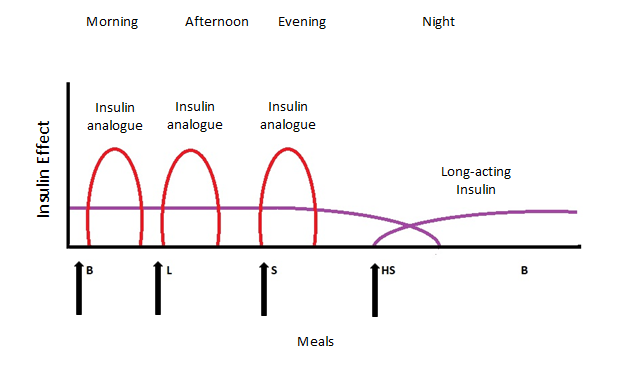 Morning Afternoon Evening Night
Insulin analogue
Insulin analogue
Insulin analogue
Long-acting Insulin
Insulin Effect
B L S HS B
Meals